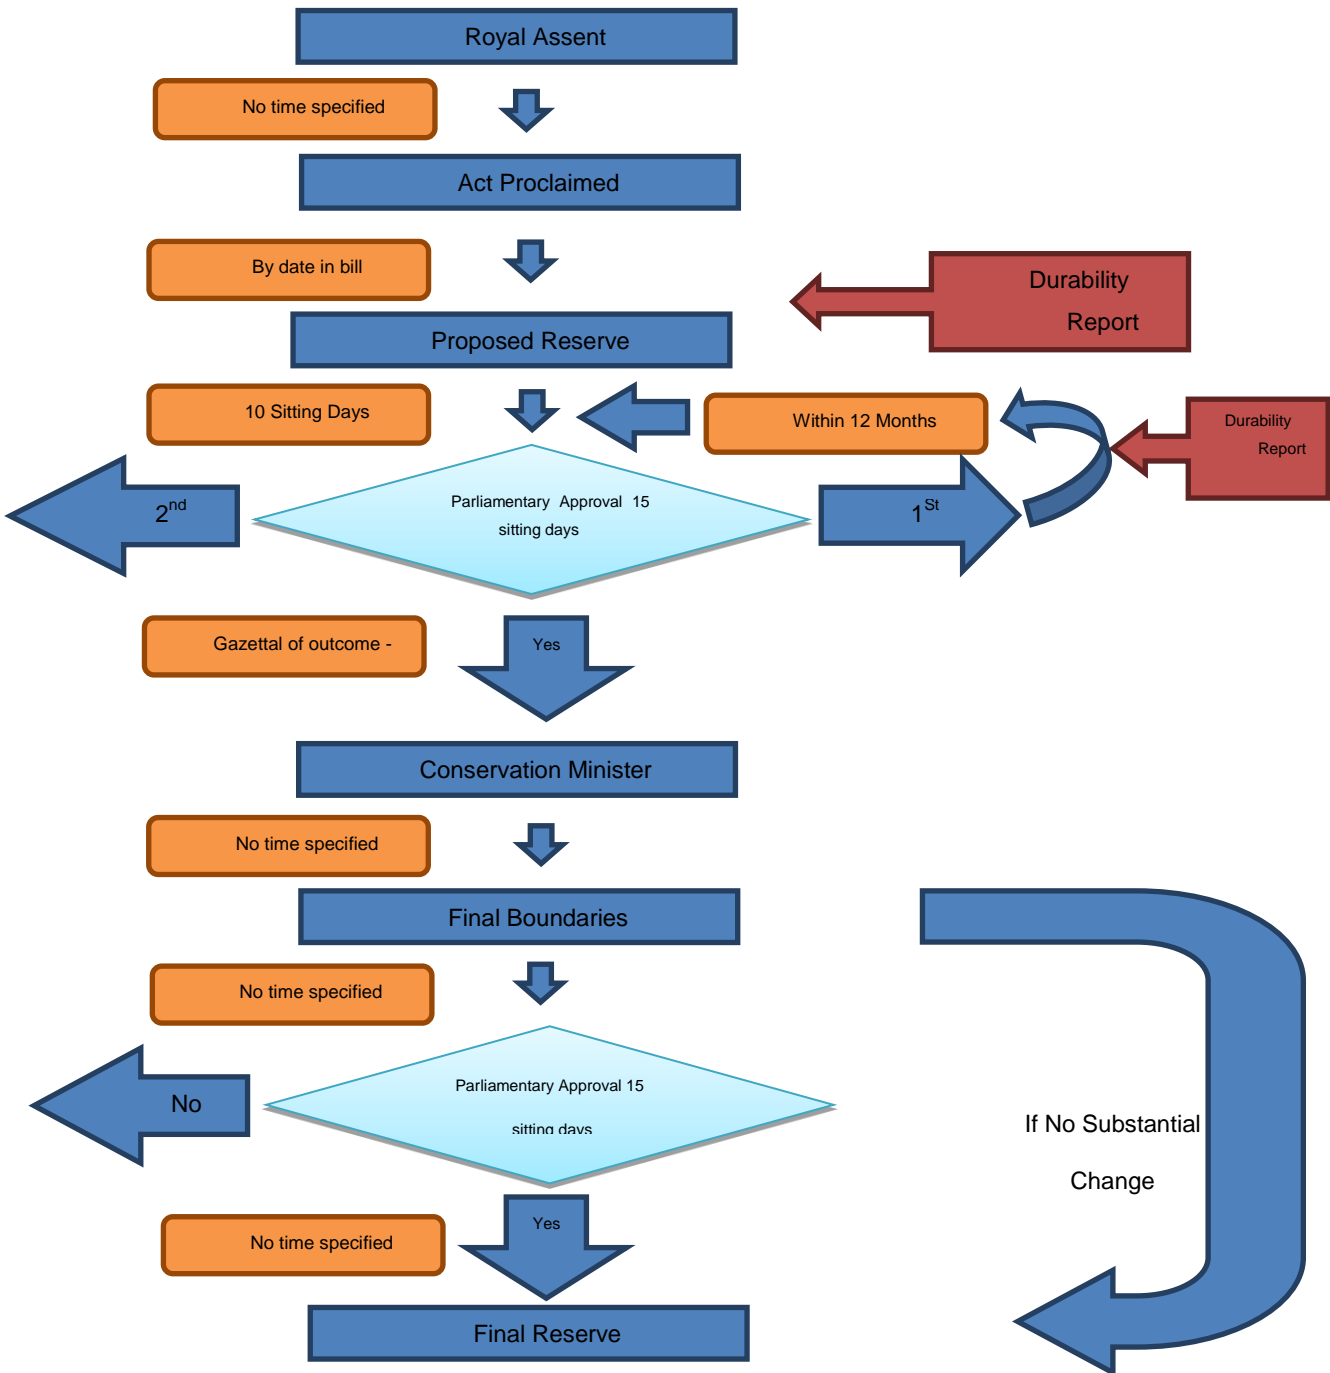 Royal Assent
No time specified
Act Proclaimed
By date in bill
Durability
Report
Proposed Reserve
10 Sitting Days
Within 12 Months
Durability
Report
2nd
Parliamentary Approval 15
sitting days
1St
Gazettal of outcome -
Yes
Conservation Minister
No time specified
Final Boundaries
No time specified
Parliamentary Approval 15
sitting days
No
If No Substantial
Change
Yes
No time specified
Final Reserve